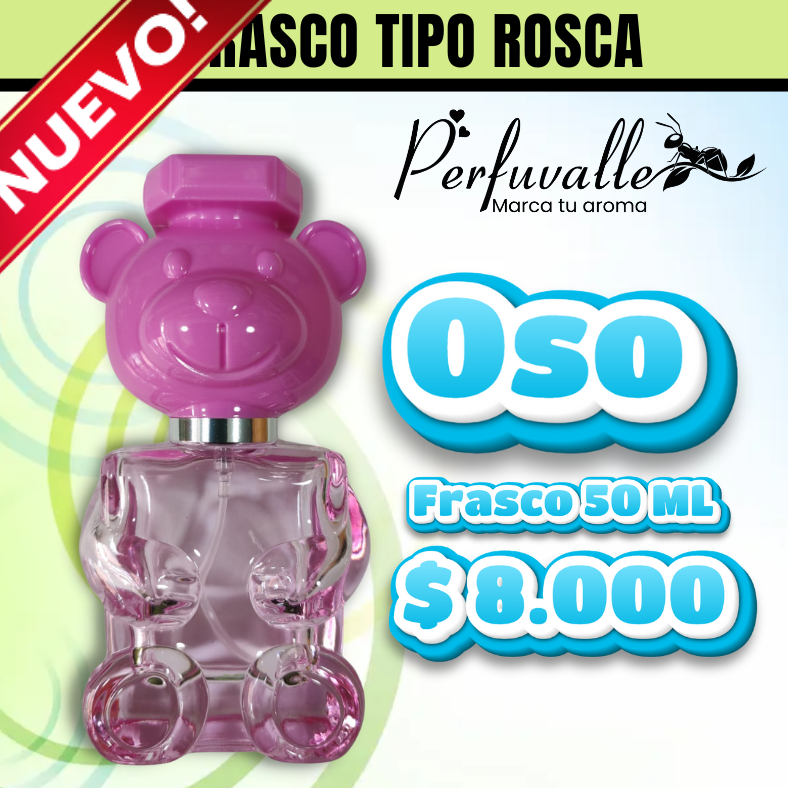 NUEVO!
RASCO TIPO ROSCA
Perfuvalle
Marca tu aroma
Oso
Frasco 50 ML
$ 8.000